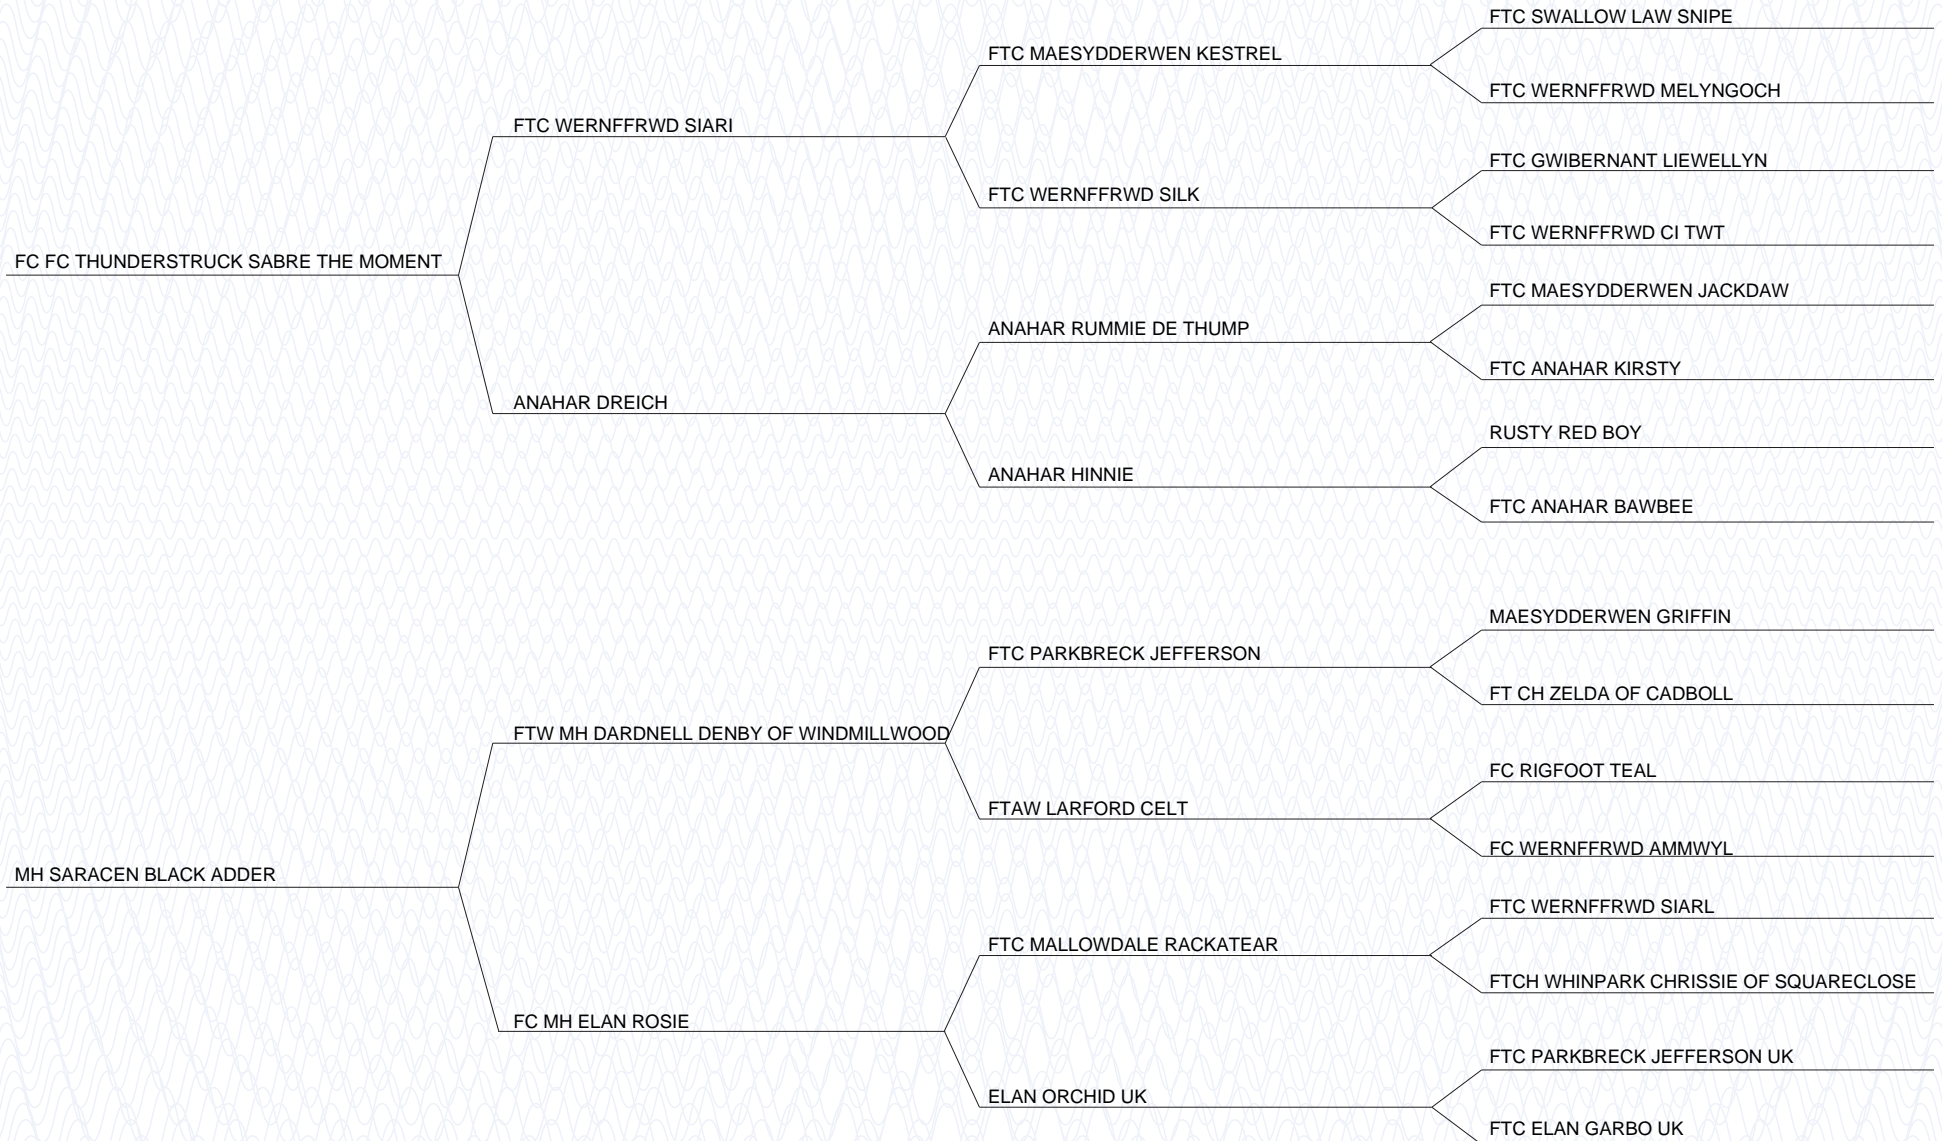 FTC SWALLOW LAW SNIPE
FTC MAESYDDERWEN KESTREL
FTC WERNFFRWD MELYNGOCH
FTC WERNFFRWD SIARI
FTC GWIBERNANT LIEWELLYN
FTC WERNFFRWD SILK
FTC WERNFFRWD CI TWT
FC FC THUNDERSTRUCK SABRE THE MOMENT
FTC MAESYDDERWEN JACKDAW
ANAHAR RUMMIE DE THUMP
FTC ANAHAR KIRSTY
ANAHAR DREICH
RUSTY RED BOY
ANAHAR HINNIE
FTC ANAHAR BAWBEE
MAESYDDERWEN GRIFFIN
FTC PARKBRECK JEFFERSON
FT CH ZELDA OF CADBOLL
FTW MH DARDNELL DENBY OF WINDMILLWOOD
FC RIGFOOT TEAL
FTAW LARFORD CELT
FC WERNFFRWD AMMWYL
MH SARACEN BLACK ADDER
FTC WERNFFRWD SIARL
FTC MALLOWDALE RACKATEAR
FTCH WHINPARK CHRISSIE OF SQUARECLOSE
FC MH ELAN ROSIE
FTC PARKBRECK JEFFERSON UK
ELAN ORCHID UK
FTC ELAN GARBO UK